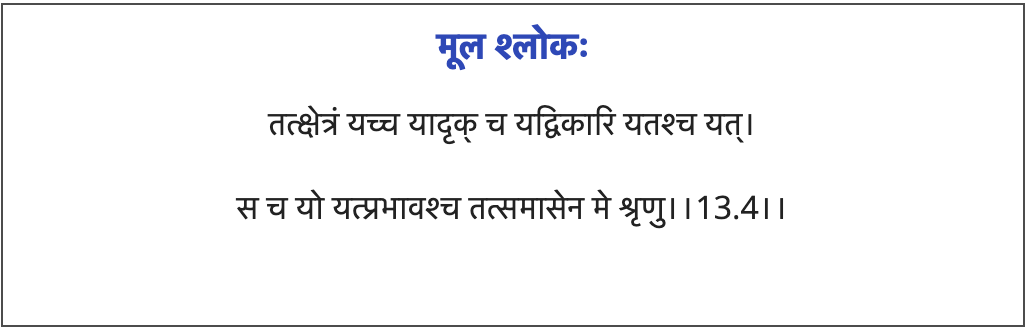 मूल श्लोकः
तत्क्षेत्रं यच्च यादृक् च यद्विकारि यतश्च यत्।
स च यो यत्प्रभावश्च तत्समासेन मे श्रृणु।।13.4।।